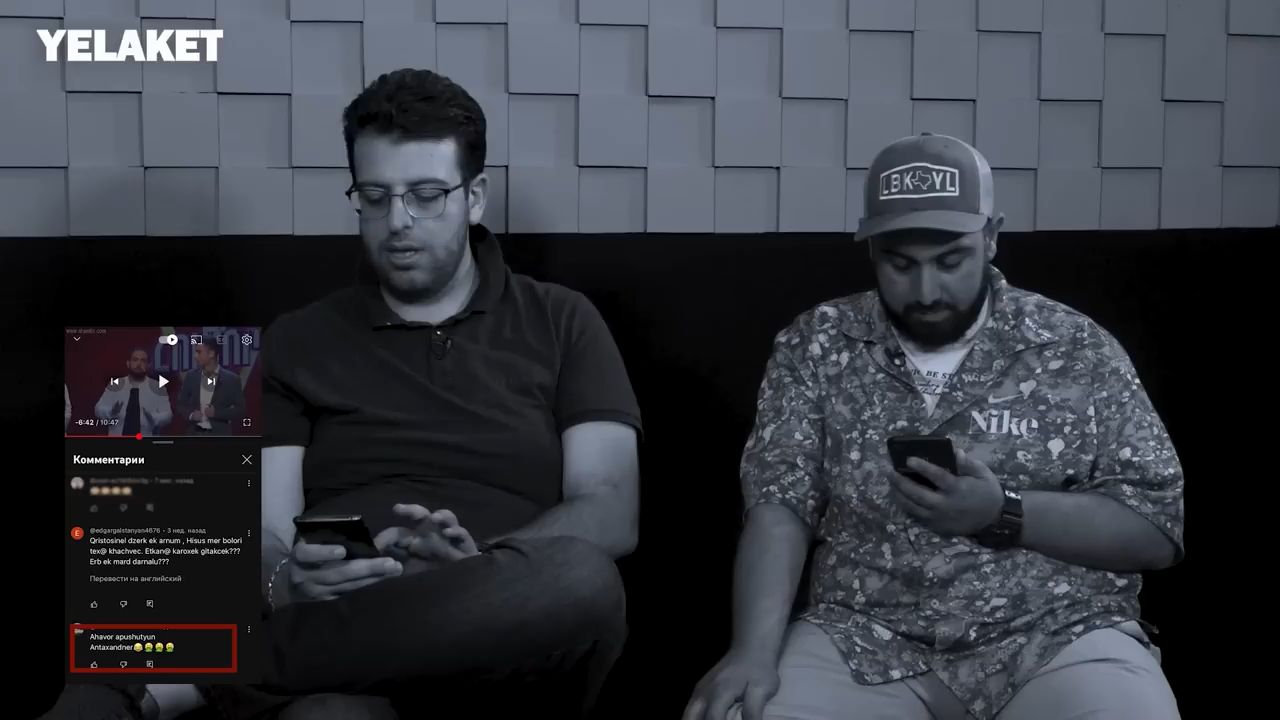 YELAKET
LBK YL
Nike
-6:42 / 10:47
Комментарии
@edgargalstanyan4676 · 3 нед. назад
Qristosinel dzerk ek arnum , Hisus mer bolori
tex@ khachvec. Etkan@ karoxek gitakcek???
Erb ek mard darnalu???
Перевести на английский
Ahavor apushutyun
Antaxandner😂🤮🤮🤮